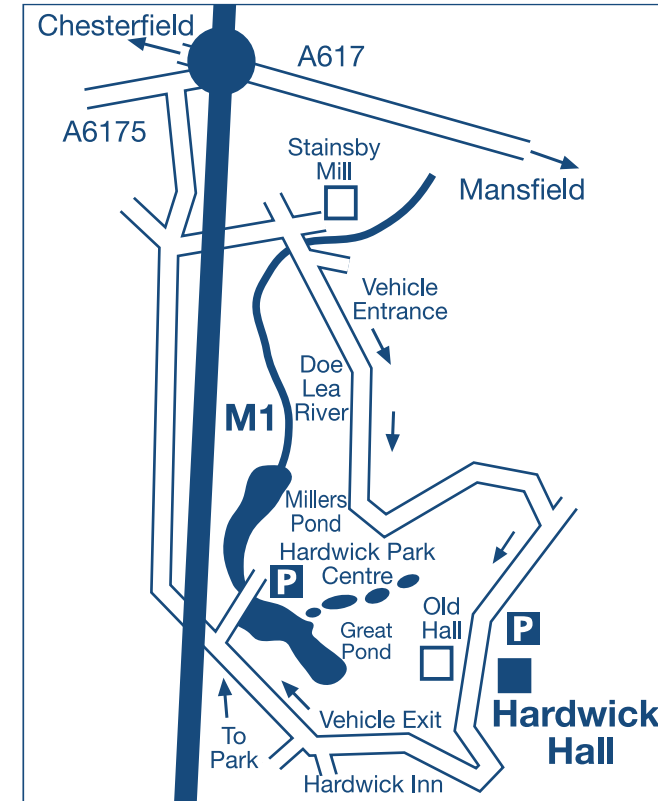 Chesterfield
A617
A6175
Stainsby
Mill
Mansfield
Vehicle
Entrance
Doe
Lea
River
M1
Millers
Pond
Hardwick Park
Centre
P
Old
Hall
P
Great
Pond
Hardwick
Hall
Vehicle Exit
To
Park
Hardwick Inn